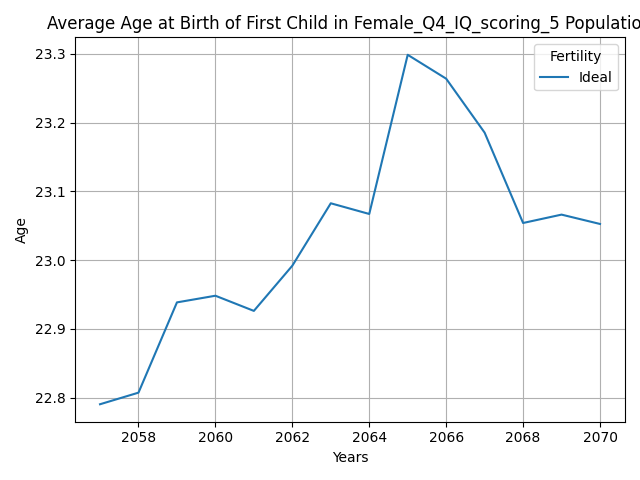 Average Age at Birth of First Child in Female_Q4_IQ_scoring_5 Populatio
Fertility
Ideal
23.3
23.2
23.1
23.0
22.9
22.8
Age
2058 2060 2062 2064 2066 2068 2070
Years